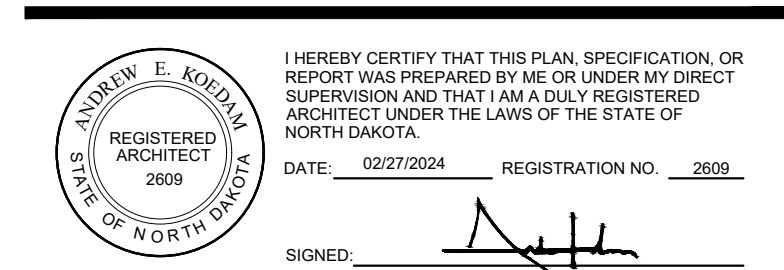 ANDREW E. KOEDAM
REGISTERED
ARCHITECT
2609
STATE OF NORTH DAKOTA
I HEREBY CERTIFY THAT THIS PLAN, SPECIFICATION, OR
REPORT WAS PREPARED BY ME OR UNDER MY DIRECT
SUPERVISION AND THAT I AM A DULY REGISTERED
ARCHITECT UNDER THE LAWS OF THE STATE OF
NORTH DAKOTA.
DATE: 02/27/2024 REGISTRATION NO. 2609
SIGNED: